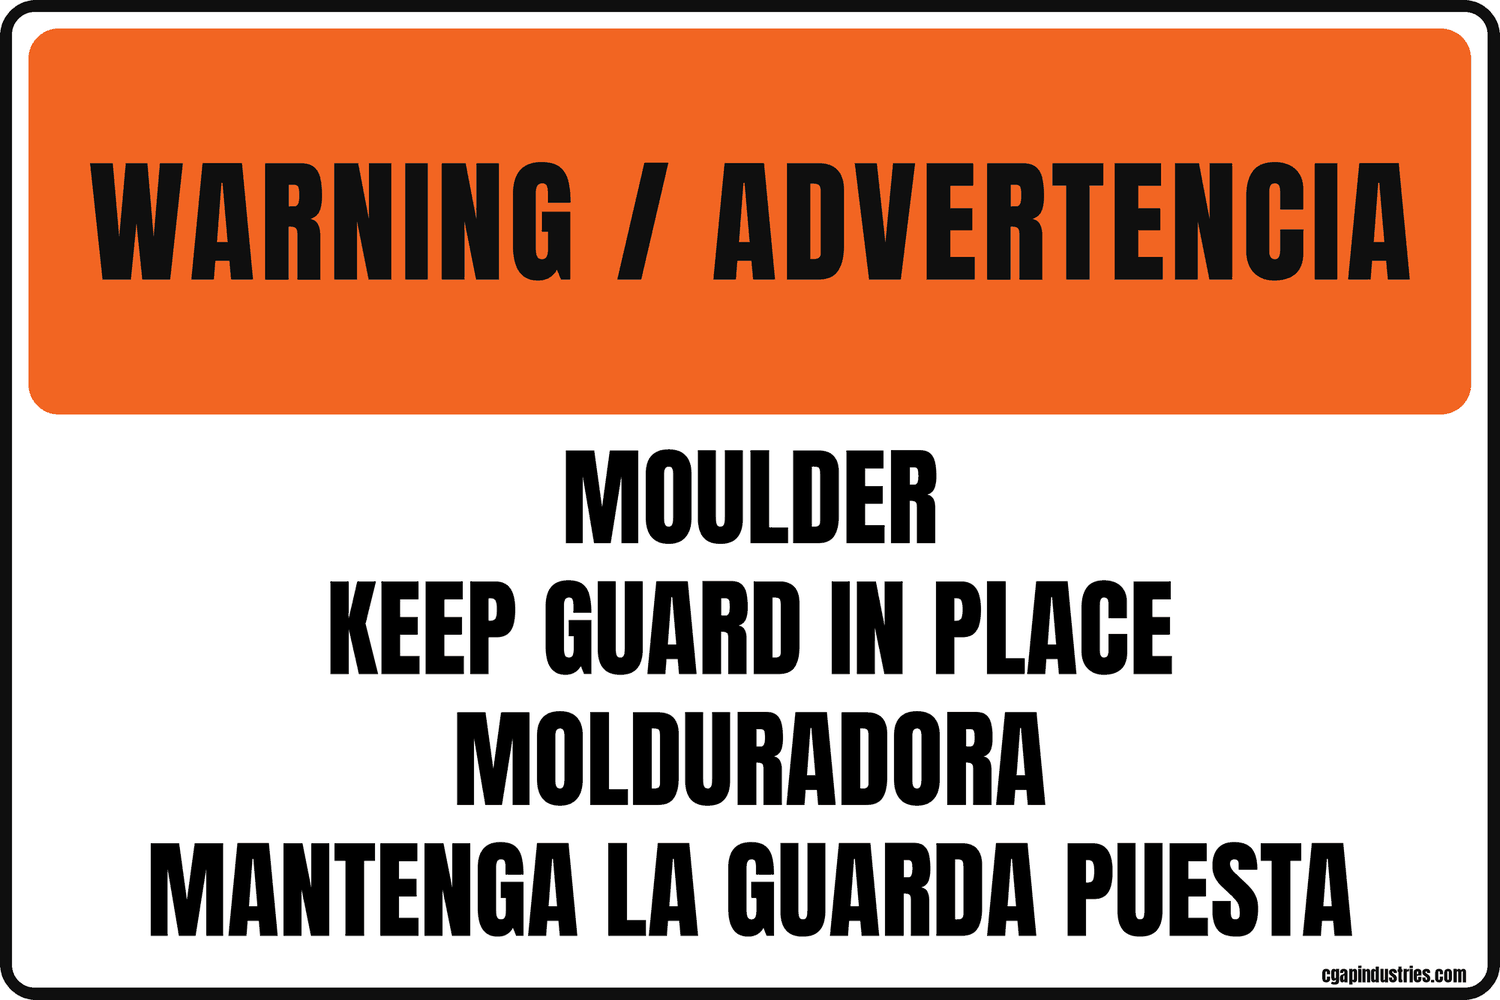 WARNING / ADVERTENCIA
MOULDER
KEEP GUARD IN PLACE
MOLDURADORA
MANTENGA LA GUARDA PUESTA
cgapindustries.com